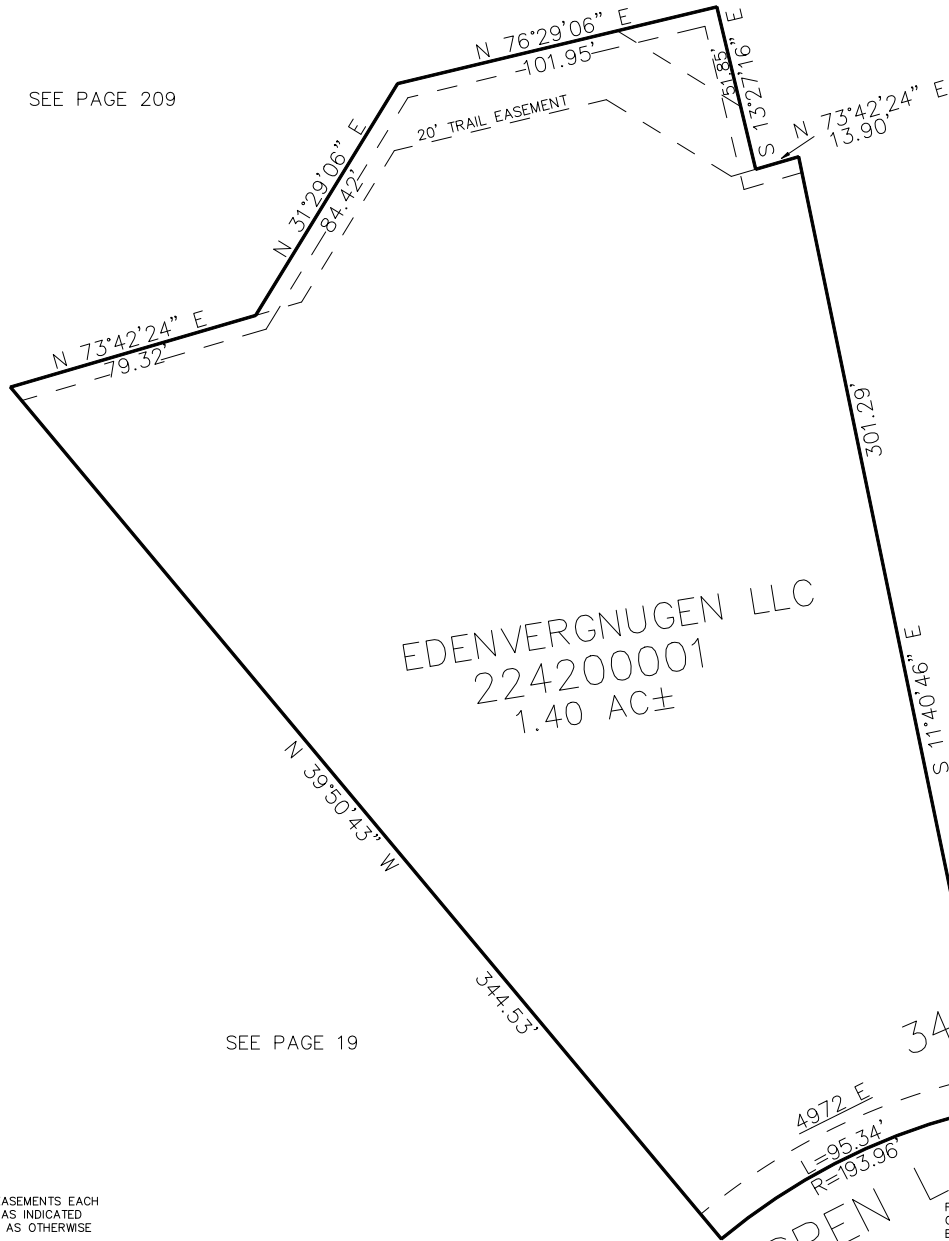 N 76°29'06" E
101.95'
S 13°27'16" E
51.85'
SEE PAGE 209
N 73°42'24" E
13.90'
20' TRAIL EASEMENT
N 31°29'06" E
84.42'
N 73°42'24" E
79.32'
301.29'
S 11°40'46" E
EDENVERGNUGEN LLC
224200001
1.40 AC±
N 39°50'43" W
344.53'
SEE PAGE 19
34
4972 E
L=95.34'
R=193.96'
ASEMENTS EACH
AS INDICATED
AS OTHERWISE